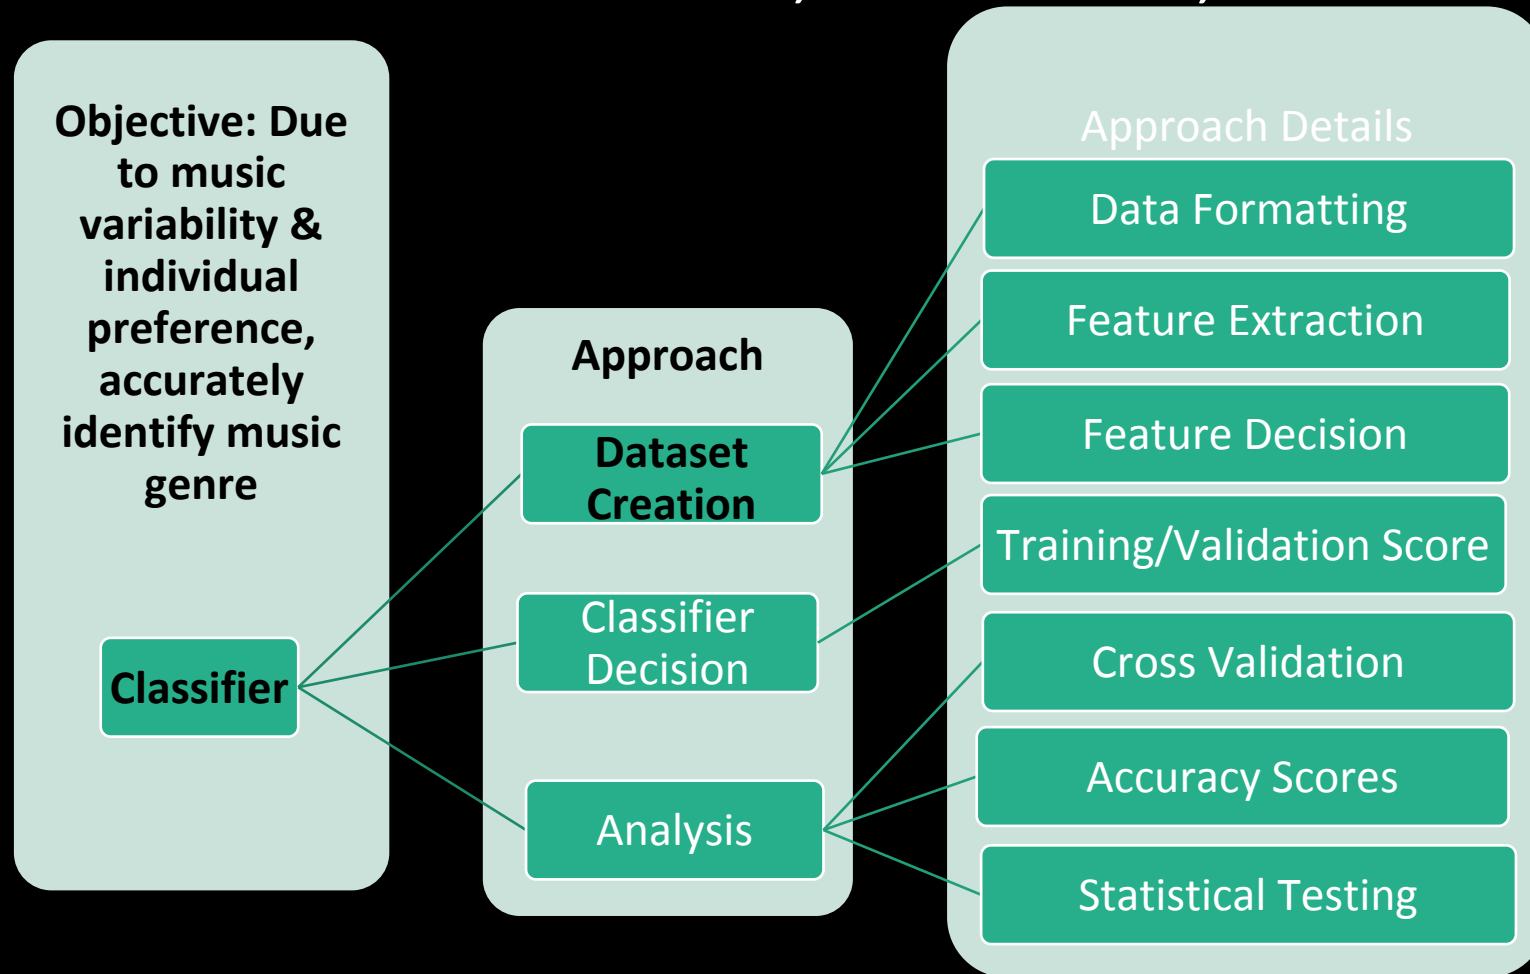 Objective: Due
to music
variability &
individual
preference,
accurately
identify music
genre
Classifier
Approach
Dataset
Creation
Classifier
Decision
Analysis
Approach Details
Data Formatting
Feature Extraction
Feature Decision
Training/Validation Score
Cross Validation
Accuracy Scores
Statistical Testing